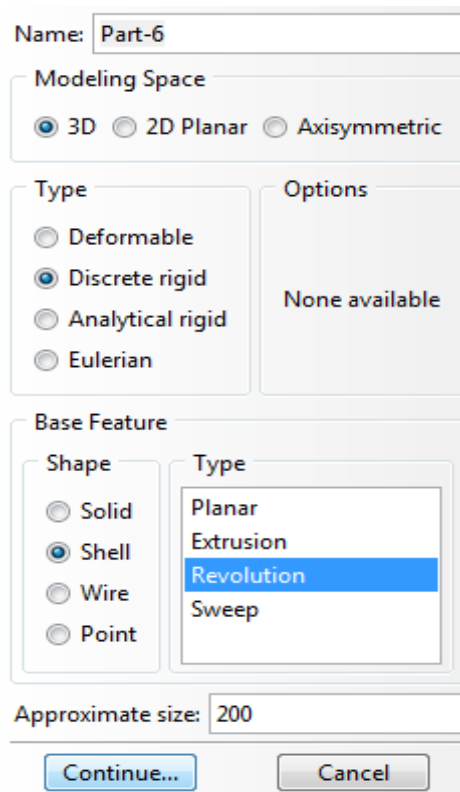 Name: Part-6
Modeling Space
3D 2D Planar Axisymmetric
Type
Deformable
Discrete rigid
Analytical rigid
Eulerian
Options
None available
Base Feature
Shape
Solid
Shell
Wire
Point
Type
Planar
Extrusion
Revolution
Sweep
Approximate size: 200
Continue... Cancel